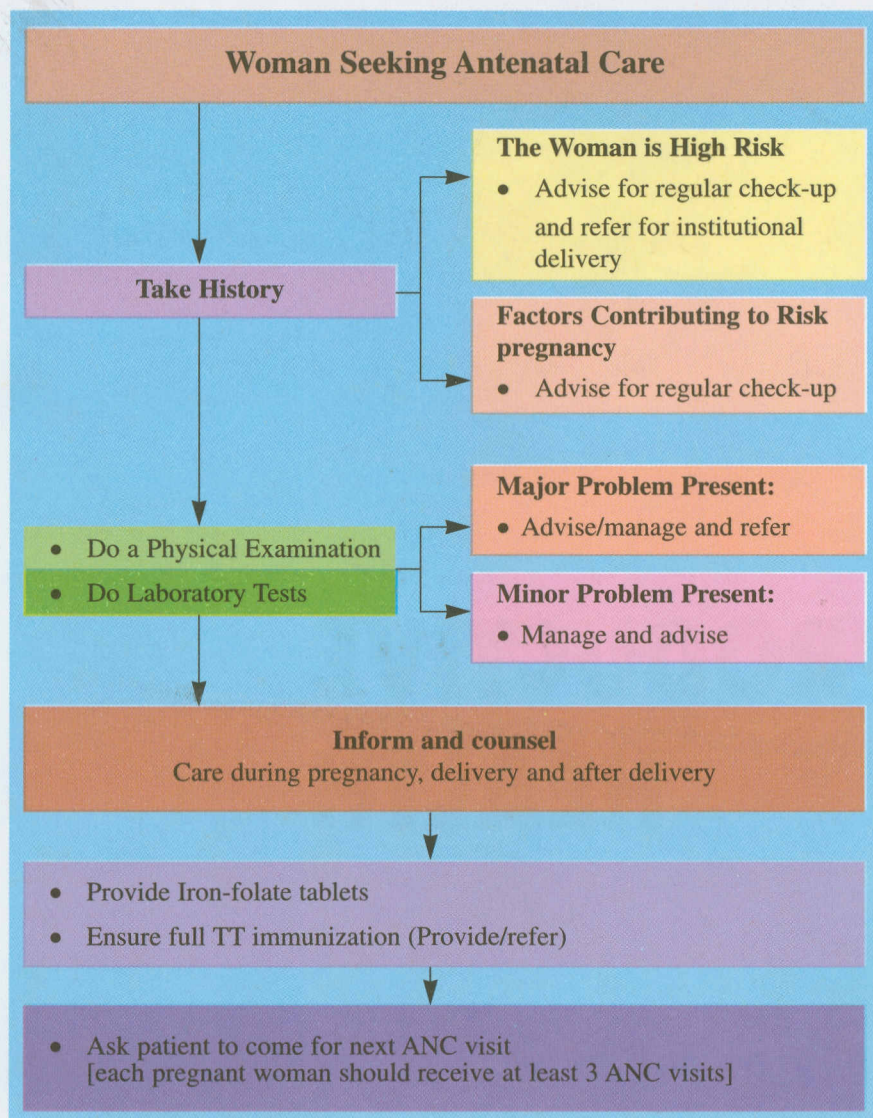 Woman Seeking Antenatal Care
The Woman is High Risk
• Advise for regular check-up
and refer for institutional
delivery
Take History
Factors Contributing to Risk
pregnancy
• Advise for regular check-up
• Do a Physical Examination
• Do Laboratory Tests
Major Problem Present:
• Advise/manage and refer
Minor Problem Present:
• Manage and advise
Inform and counsel
Care during pregnancy, delivery and after delivery
• Provide Iron-folate tablets
• Ensure full TT immunization (Provide/refer)
• Ask patient to come for next ANC visit
[each pregnant woman should receive at least 3 ANC visits]